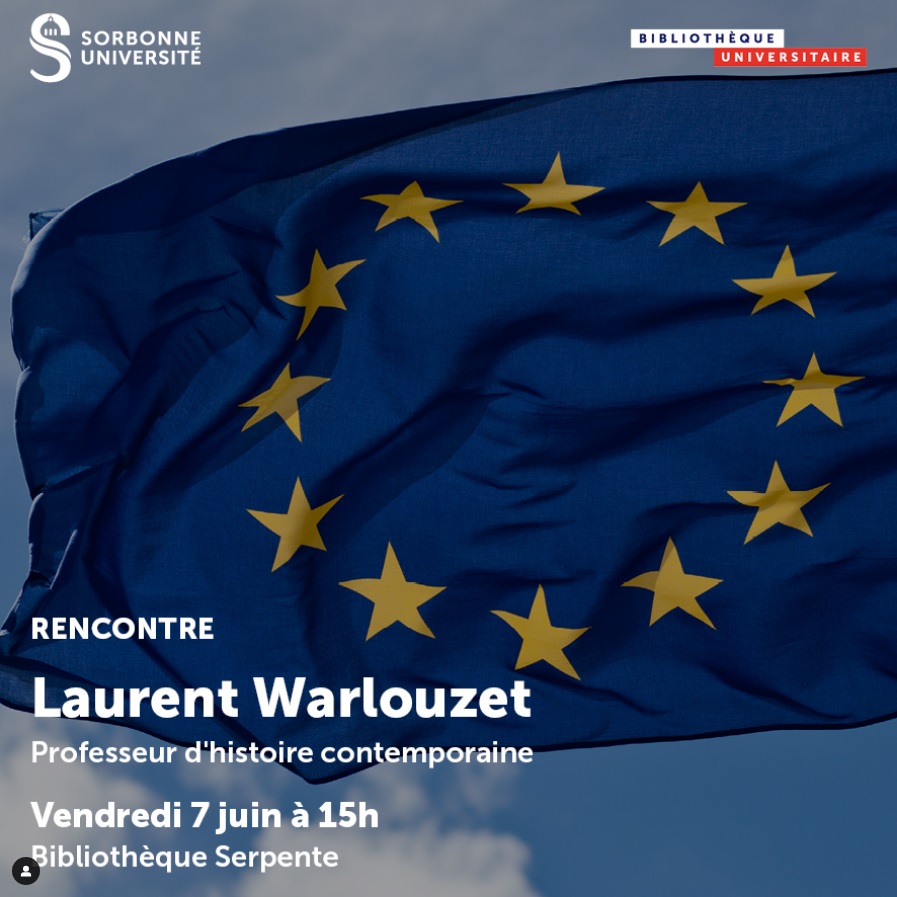 SORBONNE
UNIVERSITÉ
BIBLIOTHÈQUE
UNIVERSITAIRE
RENCONTRE
Laurent Warlouzet
Professeur d'histoire contemporaine
Vendredi 7 juin à 15h
Bibliothèque Serpente